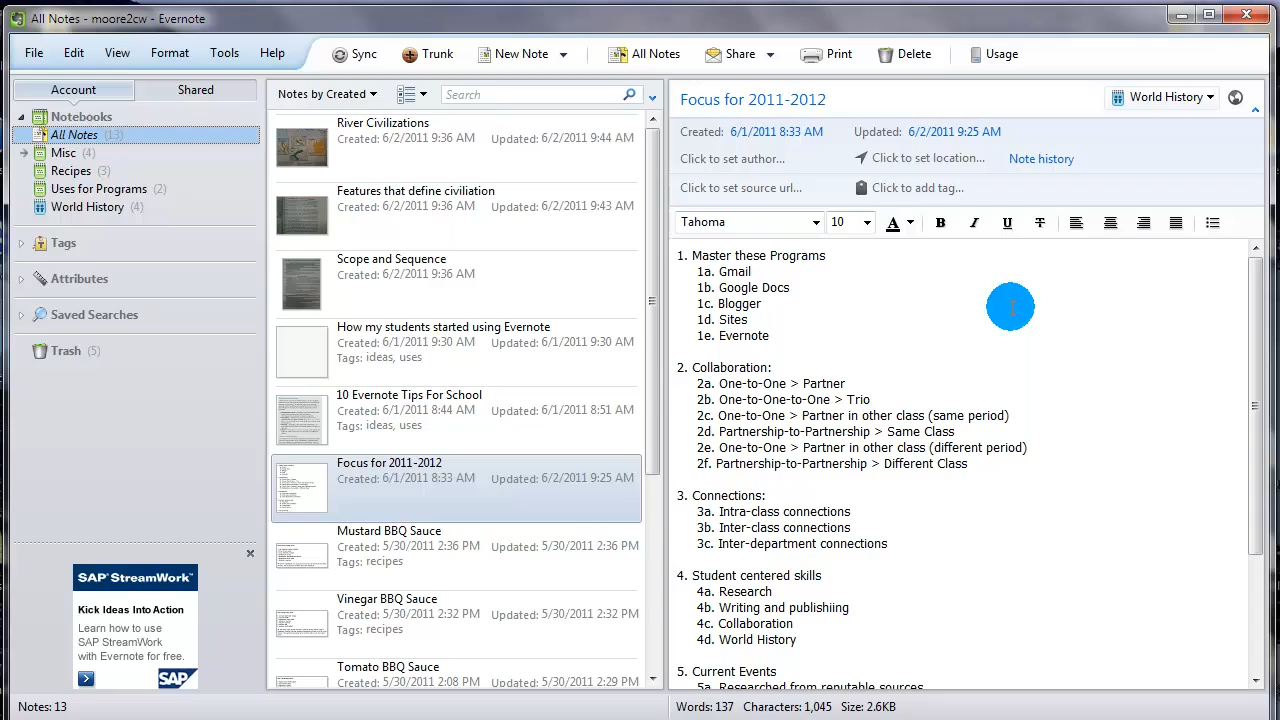 All Notes - moore2cw - Evernote
File Edit View Format Tools Help
Sync Trunk New Note All Notes Share Print Delete Usage
Account Shared
Notebooks
All Notes (13)
Misc (4)
Recipes (3)
Uses for Programs (2)
World History (4)
Tags
Attributes
Saved Searches
Trash (5)
SAP StreamWork™
Kick Ideas Into Action
Learn how to use
SAP StreamWork
with Evernote for free.
SAP
Notes: 13
Notes by Created
Search
River Civilizations
Created: 6/2/2011 9:36 AM Updated: 6/2/2011 9:44 AM
Features that define civiliation
Created: 6/2/2011 9:36 AM Updated: 6/2/2011 9:43 AM
Scope and Sequence
Created: 6/2/2011 9:36 AM
How my students started using Evernote
Created: 6/1/2011 9:30 AM Updated: 6/1/2011 9:30 AM
Tags: ideas, uses
10 Evernote Tips For School
Created: 6/1/2011 8:44 AM Updated: 6/1/2011 8:51 AM
Tags: ideas, uses
Focus for 2011-2012
Created: 6/1/2011 8:33 AM Updated: 6/2/2011 9:25 AM
Mustard BBQ Sauce
Created: 5/30/2011 2:36 PM Updated: 5/30/2011 2:36 PM
Tags: recipes
Vinegar BBQ Sauce
Created: 5/30/2011 2:32 PM Updated: 5/30/2011 2:32 PM
Tags: recipes
Tomato BBQ Sauce
Created: 5/30/2011 2:08 PM Updated: 5/30/2011 2:29 PM
Focus for 2011-2012 World History
Created: 6/1/2011 8:33 AM Updated: 6/2/2011 9:25 AM
Click to set author... Click to set location... Note history
Click to set source url... Click to add tag...
Tahoma 10 A B I U T
1. Master these Programs
1a. Gmail
1b. Google Docs
1c. Blogger
1d. Sites
1e. Evernote
2. Collaboration:
2a. One-to-One > Partner
2b. One-to-One-to-One > Trio
2c. One-to-One > Partner in other class (same period)
2d. Partnership-to-Partnership > Same Class
2e. One-to-One > Partner in other class (different period)
2f. Partnership-to-Partnership > Different Class
3. Connections:
3a. Intra-class connections
3b. Inter-class connections
3c. Inter-department connections
4. Student centered skills
4a. Research
4b. Writing and publishiing
4c. Collaboration
4d. World History
5. Current Events
5a. Researched from reputable sources
Words: 137 Characters: 1,045 Size: 2.6KB